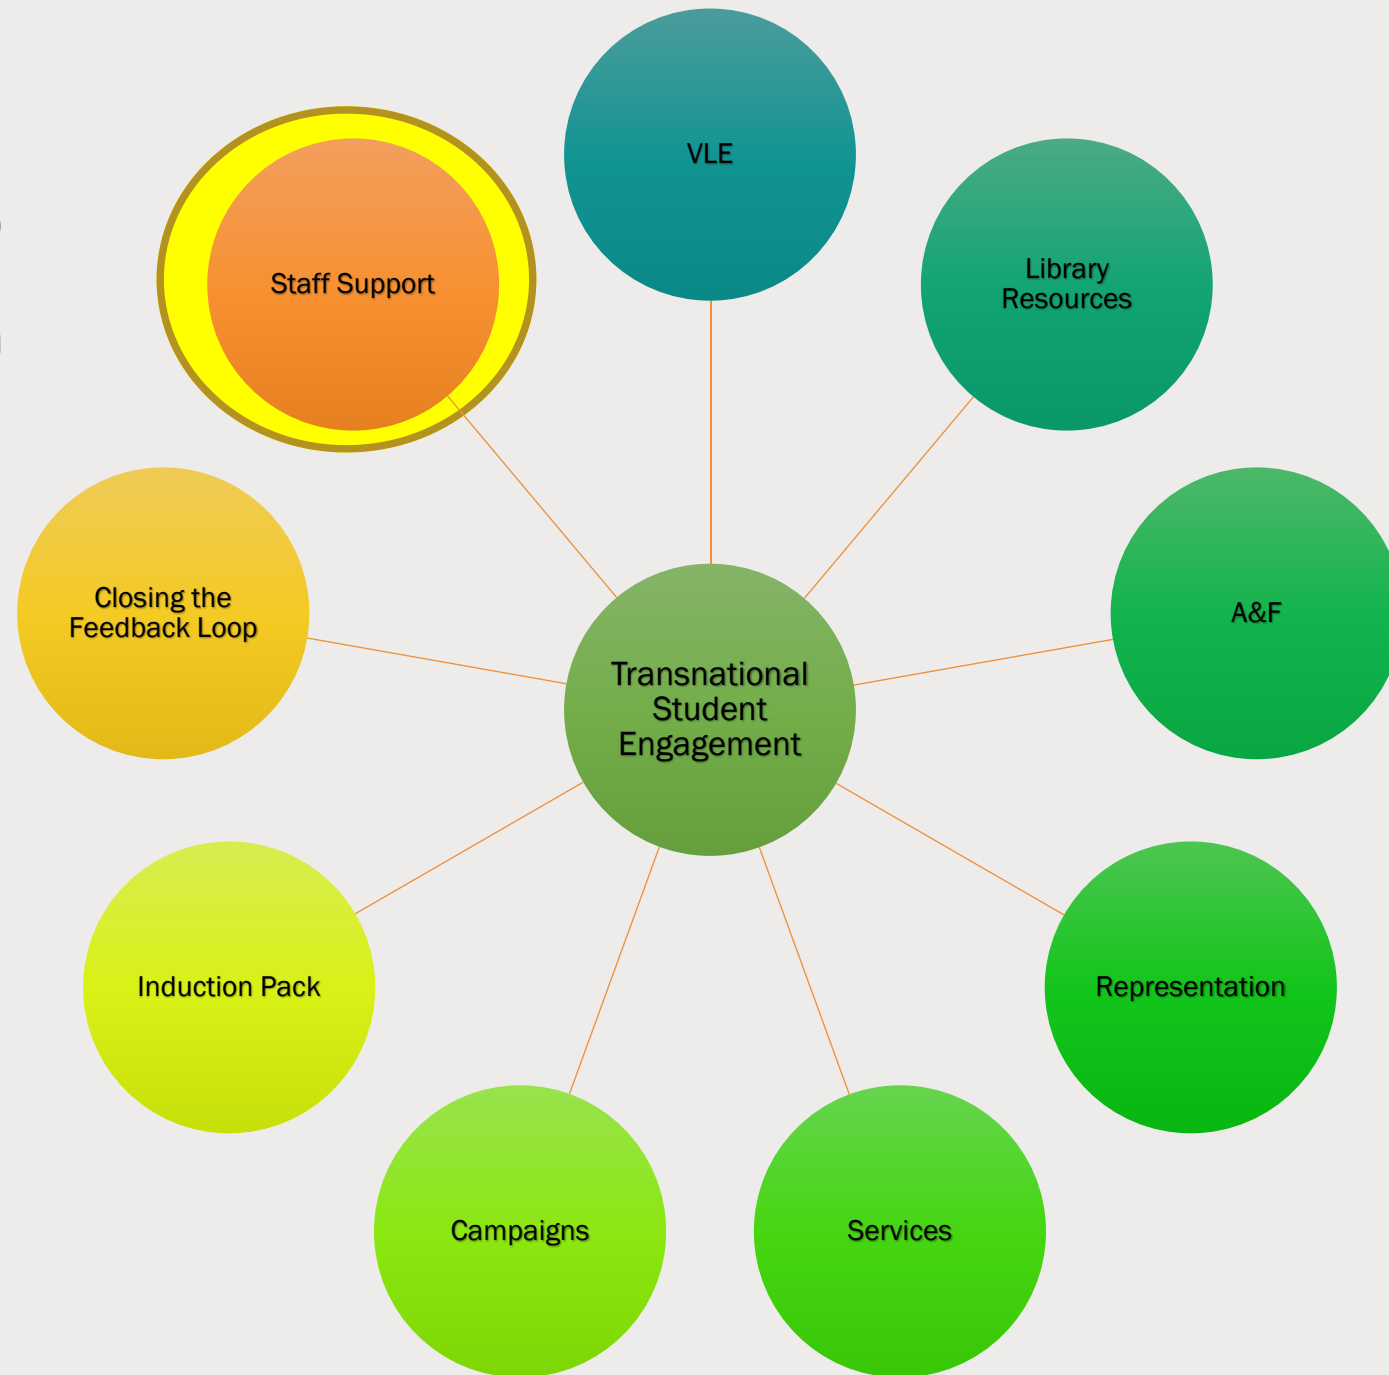 VLE
Library
Resources
A&F
Representation
Services
Campaigns
Induction Pack
Closing the
Feedback Loop
Staff Support
Transnational
Student
Engagement